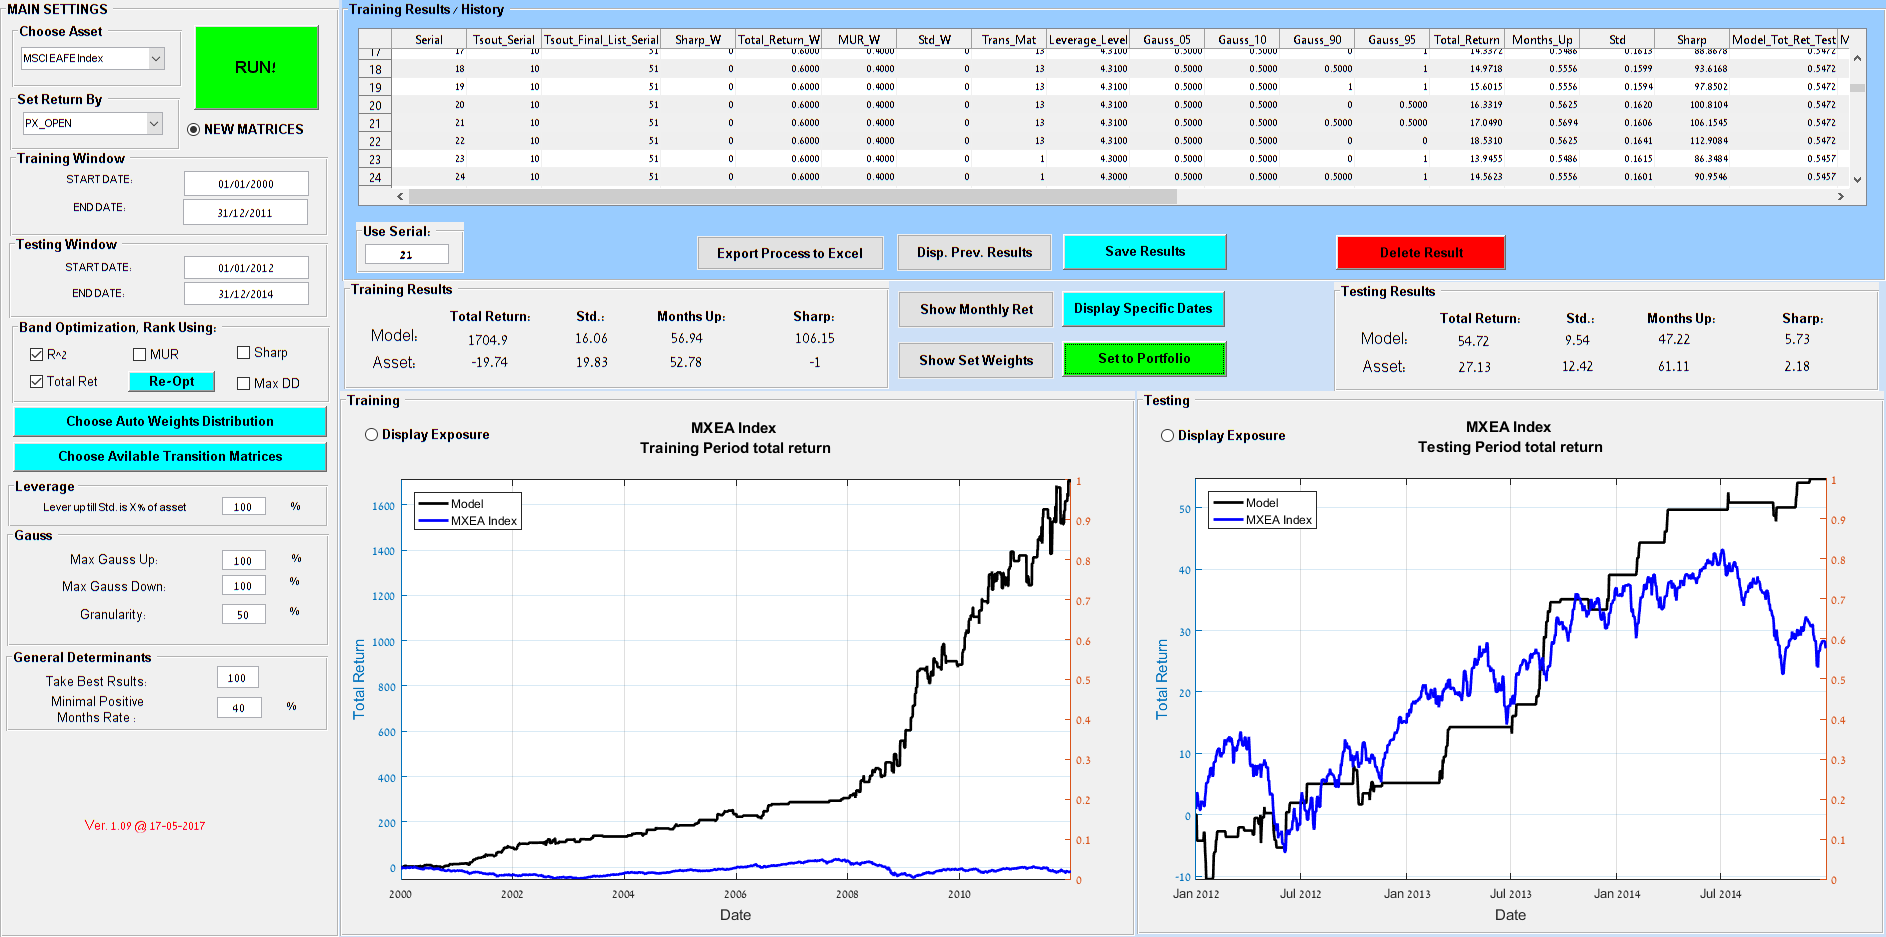 MAIN SETTINGS
Choose Asset
MSCI EAFE Index
RUN!
Set Return By
PX_OPEN
NEW MATRICES
Training Window
START DATE: 01/01/2000
END DATE: 31/12/2011
Testing Window
START DATE: 01/01/2012
END DATE: 31/12/2014
Band Optimization, Rank Using:
R^2 MUR Sharp
Total Ret Re-Opt Max DD
Choose Auto Weights Distribution
Choose Avilable Transition Matrices
Leverage
Lever up till Std. is X% of asset 100 %
Gauss
Max Gauss Up: 100 %
Max Gauss Down: 100 %
Granularity: 50 %
General Determinants
Take Best Rsults: 100
Minimal Positive
Months Rate : 40 %
Ver. 1.09 @ 17-05-2017
Training Results / History
Serial Tsout_Serial Tsout_Final_List_Serial Sharp_W Total_Return_W MUR_W Std_W Trans_Mat Leverage_Level Gauss_05 Gauss_10 Gauss_90 Gauss_95 Total_Return Months_Up Std Sharp Model_Tot_Ret_Test M
17 17 10 51 0 0.6000 0.4000 0 13 4.3100 0.5000 0.5000 0 1 14.3372 0.5486 0.1613 88.8678 0.5472
18 18 10 51 0 0.6000 0.4000 0 13 4.3100 0.5000 0.5000 0.5000 1 14.9718 0.5556 0.1599 93.6168 0.5472
19 19 10 51 0 0.6000 0.4000 0 13 4.3100 0.5000 0.5000 1 1 15.6015 0.5556 0.1594 97.8502 0.5472
20 20 10 51 0 0.6000 0.4000 0 13 4.3100 0.5000 0.5000 0 0.5000 16.3319 0.5625 0.1620 100.8104 0.5472
21 21 10 51 0 0.6000 0.4000 0 13 4.3100 0.5000 0.5000 0.5000 0.5000 17.0490 0.5694 0.1606 106.1545 0.5472
22 22 10 51 0 0.6000 0.4000 0 13 4.3100 0.5000 0.5000 0 0 18.5310 0.5625 0.1641 112.9084 0.5472
23 23 10 51 0 0.6000 0.4000 0 1 4.3000 0.5000 0.5000 0 1 13.9455 0.5486 0.1615 86.3484 0.5457
24 24 10 51 0 0.6000 0.4000 0 1 4.3000 0.5000 0.5000 0.5000 1 14.5623 0.5556 0.1601 90.9546 0.5457
Use Serial:
21
Export Process to Excel Disp. Prev. Results Save Results Delete Result
Training Results
Total Return: Std.: Months Up: Sharp:
Model: 1704.9 16.06 56.94 106.15
Asset: -19.74 19.83 52.78 -1
Show Monthly Ret Display Specific Dates
Show Set Weights Set to Portfolio
Testing Results
Total Return: Std.: Months Up: Sharp:
Model: 54.72 9.54 47.22 5.73
Asset: 27.13 12.42 61.11 2.18
Training
Display Exposure
MXEA Index
Training Period total return
Model
MXEA Index
Total Return
1600
1400
1200
1000
800
600
400
200
0
1
0.9
0.8
0.7
0.6
0.5
0.4
0.3
0.2
0.1
0
2000 2002 2004 2006 2008 2010
Date
Testing
Display Exposure
MXEA Index
Testing Period total return
Model
MXEA Index
Total Return
50
40
30
20
10
0
-10
1
0.9
0.8
0.7
0.6
0.5
0.4
0.3
0.2
0.1
0
Jan 2012 Jul 2012 Jan 2013 Jul 2013 Jan 2014 Jul 2014
Date